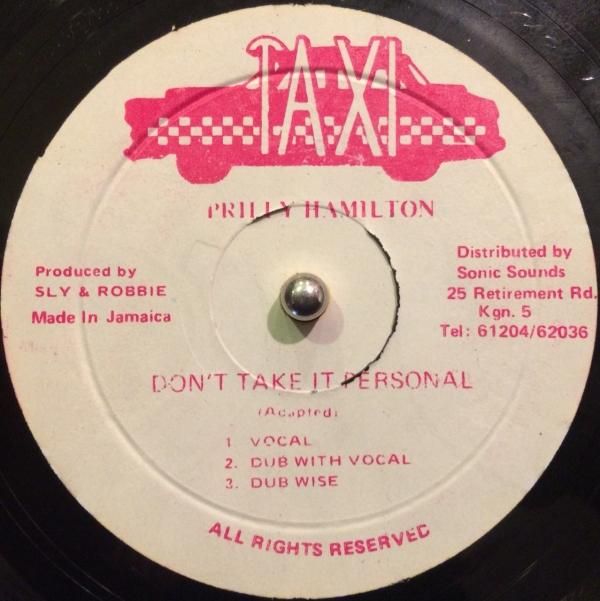 TAXI
PRILLY HAMILTON
Produced by
SLY & ROBBIE
Made In Jamaica
Distributed by
Sonic Sounds
25 Retirement Rd.
Kgn. 5
Tel: 61204/62036
DON'T TAKE IT PERSONAL
(Adapted)
1 VOCAL
2. DUB WITH VOCAL
3. DUB WISE
ALL RIGHTS RESERVED